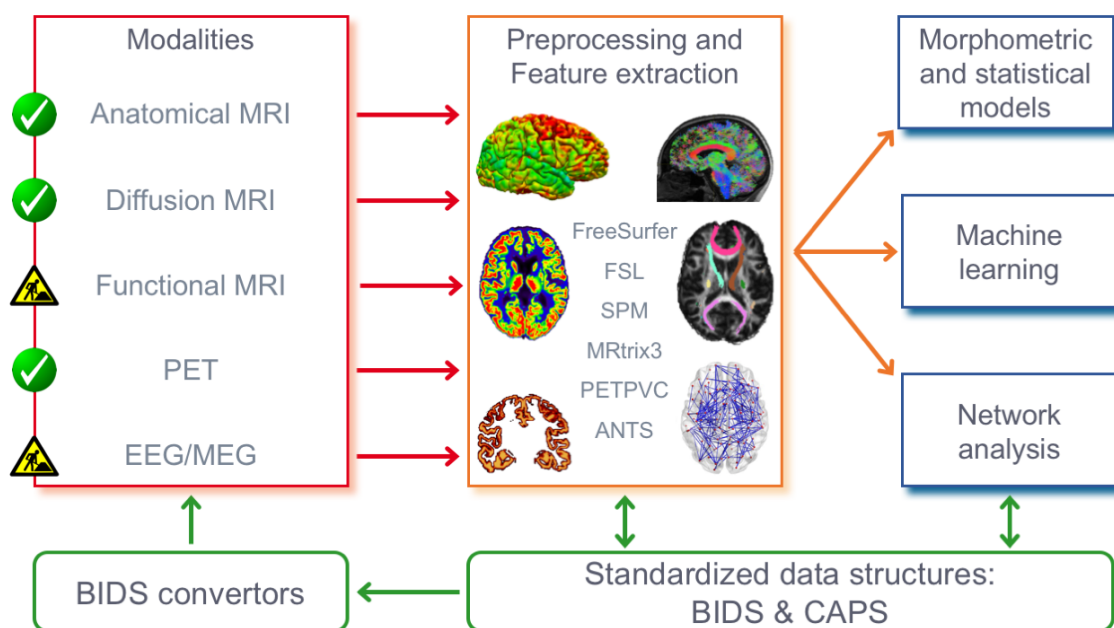 Modalities
Anatomical MRI
Diffusion MRI
Functional MRI
PET
EEG/MEG
Preprocessing and
Feature extraction
FreeSurfer
FSL
SPM
MRtrix3
PETPVC
ANTS
Morphometric
and statistical
models
Machine
learning
Network
analysis
BIDS convertors
Standardized data structures:
BIDS & CAPS